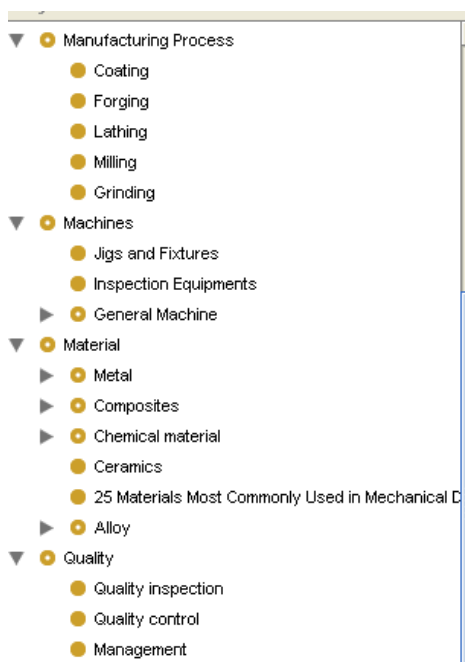 Manufacturing Process
Coating
Forging
Lathing
Milling
Grinding
Machines
Jigs and Fixtures
Inspection Equipments
General Machine
Material
Metal
Composites
Chemical material
Ceramics
25 Materials Most Commonly Used in Mechanical D
Alloy
Quality
Quality inspection
Quality control
Management